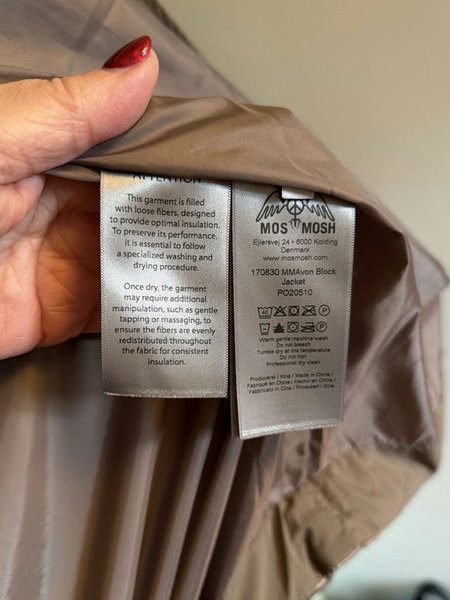 ATTENTION
This garment is filled
with loose fibers, designed
to provide optimal insulation.
To preserve its performance,
it is essential to follow
a specialized washing and
drying procedure.
Once dry, the garment
may require additional
manipulation, such as gentle
tapping or massaging, to
ensure the fibers are evenly
redistributed throughout
the fabric for consistent
insulation.
MOS MOSH
Ejlersvej 24 • 6000 Kolding
Denmark
www.mosmosh.com
170830 MMAvon Block
Jacket
PO20510
Warm gentle machine wash
Do not bleach
Tumble dry at low temperature
Do not iron
Professional dry clean
Produceret i Kina / Made in China /
Fabriqué en Chine / Hecho en China /
Fabricato in Cina / Produsert i Kina